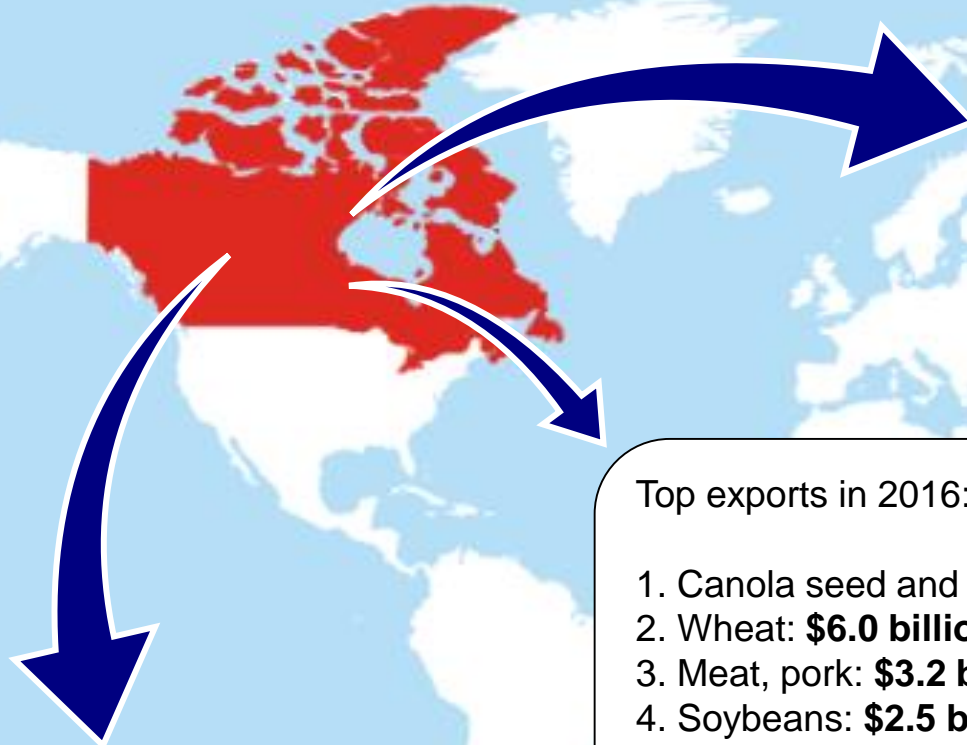 Top exports in 2016:
1. Canola seed and
2. Wheat: $6.0 billio
3. Meat, pork: $3.2 b
4. Soybeans: $2.5 b